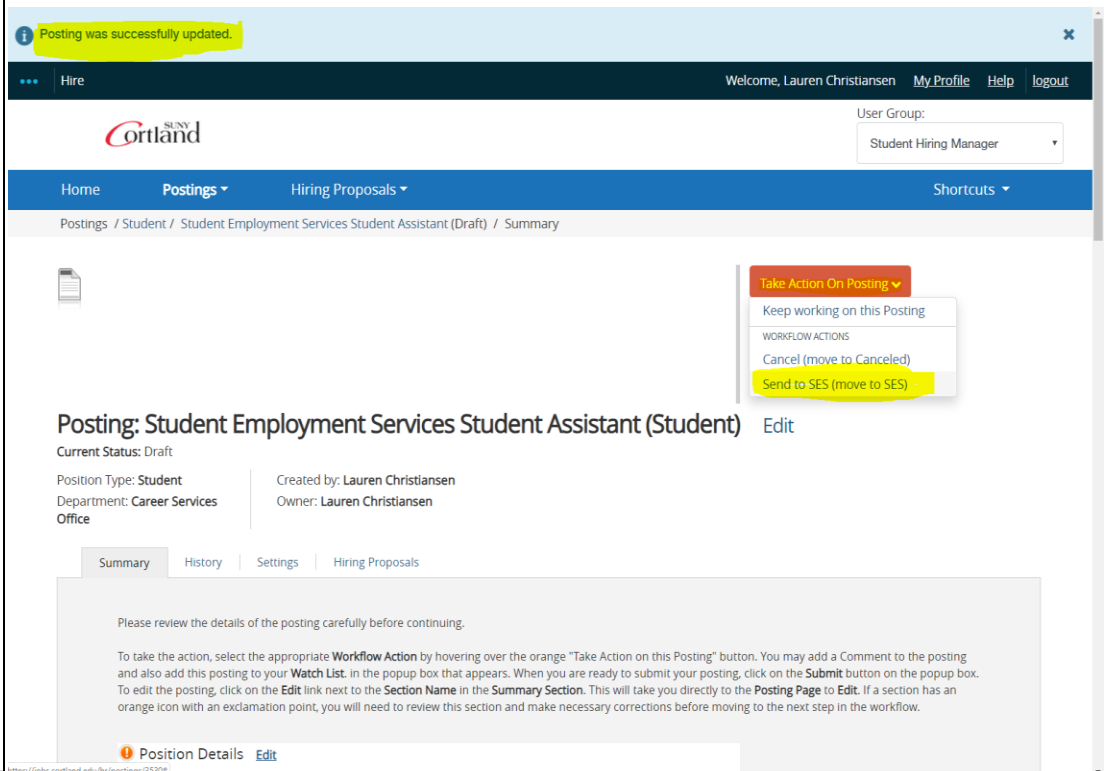 Posting was successfully updated.
Hire
Welcome, Lauren Christiansen My Profile Help logout
SUNY
Cortland
User Group:
Student Hiring Manager
Home Postings Hiring Proposals Shortcuts
Postings / Student / Student Employment Services Student Assistant (Draft) / Summary
Take Action On Posting
Keep working on this Posting
WORKFLOW ACTIONS
Cancel (move to Canceled)
Send to SES (move to SES)
Posting: Student Employment Services Student Assistant (Student) Edit
Current Status: Draft
Position Type: Student
Department: Career Services
Office
Created by: Lauren Christiansen
Owner: Lauren Christiansen
Summary History Settings Hiring Proposals
Please review the details of the posting carefully before continuing.
To take the action, select the appropriate Workflow Action by hovering over the orange "Take Action on this Posting" button. You may add a Comment to the posting
and also add this posting to your Watch List. in the popup box that appears. When you are ready to submit your posting, click on the Submit button on the popup box.
To edit the posting, click on the Edit link next to the Section Name in the Summary Section. This will take you directly to the Posting Page to Edit. If a section has an
orange icon with an exclamation point, you will need to review this section and make necessary corrections before moving to the next step in the workflow.
Position Details Edit